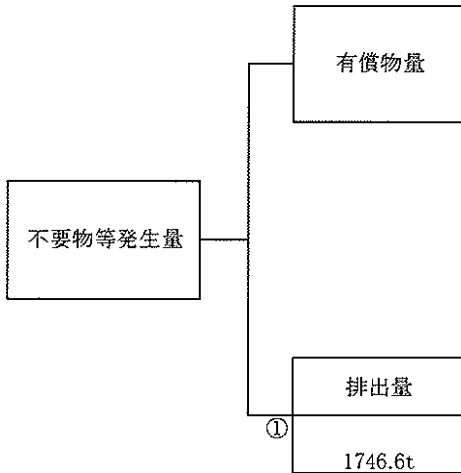 有償物量
不要物等発生量
排出量
①
1746.6t